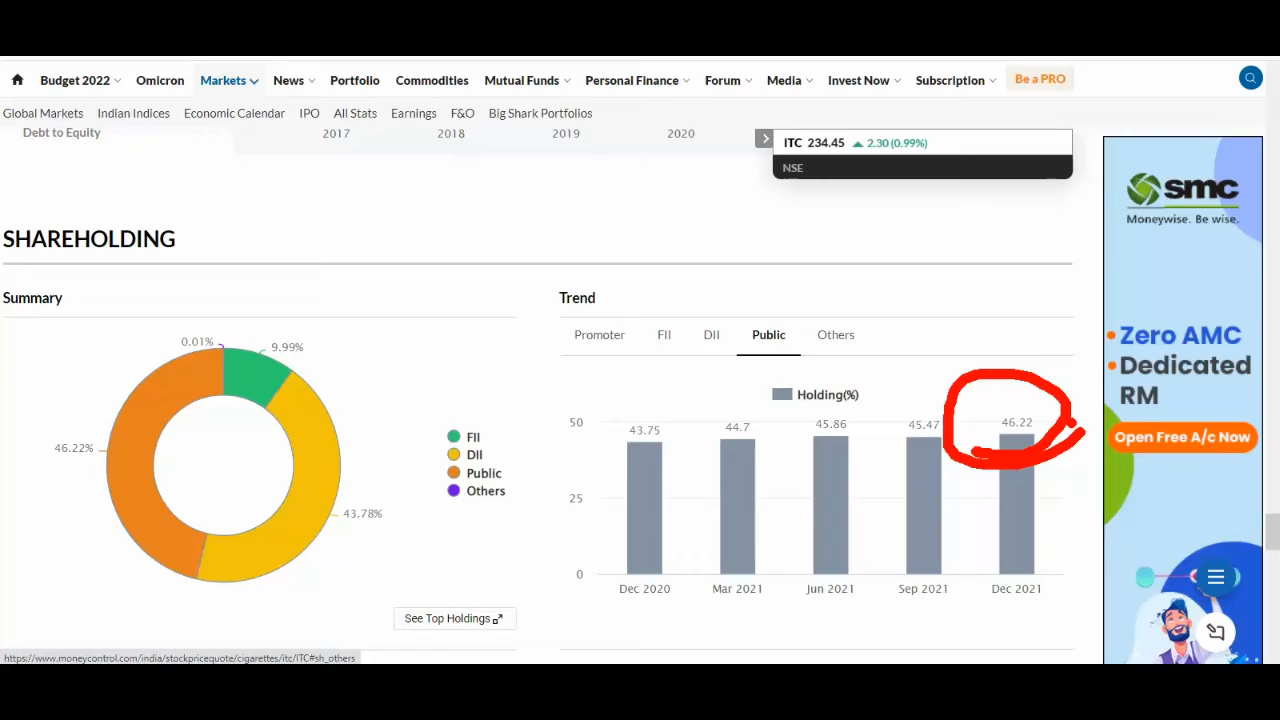 Budget 2022 Omicron Markets News Portfolio Commodities Mutual Funds Personal Finance Forum Media Invest Now Subscription Be a PRO
Global Markets Indian Indices Economic Calendar IPO All Stats Earnings F&O Big Shark Portfolios
Debt to Equity 2017 2018 2019 2020
ITC 234.45 2.30 (0.99%)
NSE
SHAREHOLDING
Summary
0.01%
9.99%
46.22%
43.78%
FII
DII
Public
Others
See Top Holdings
Trend
Promoter FII DII Public Others
Holding(%)
50
25
0
43.75 44.7 45.86 45.47 46.22
Dec 2020 Mar 2021 Jun 2021 Sep 2021 Dec 2021
smc
Moneywise. Be wise.
Zero AMC
Dedicated
RM
Open Free A/c Now
https://www.moneycontrol.com/india/stockpricequote/cigarettes/itc/ITC#sh_others